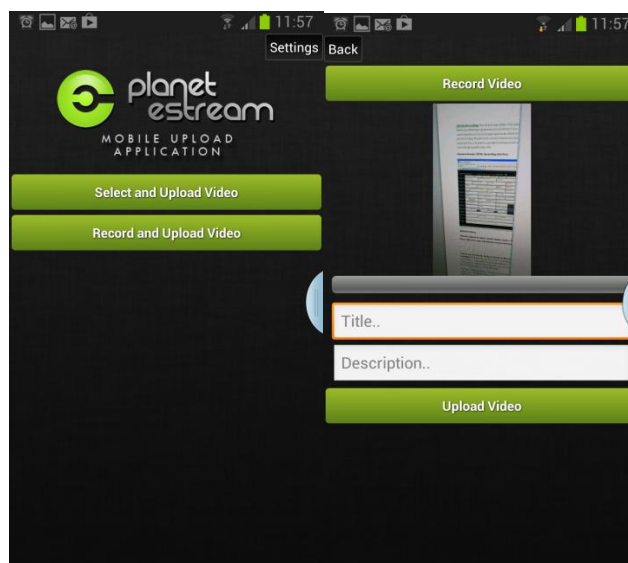 11:57
Settings
planet
estream
MOBILE UPLOAD
APPLICATION
Select and Upload Video
Record and Upload Video
11:57
Back
Record Video
Title..
Description..
Upload Video